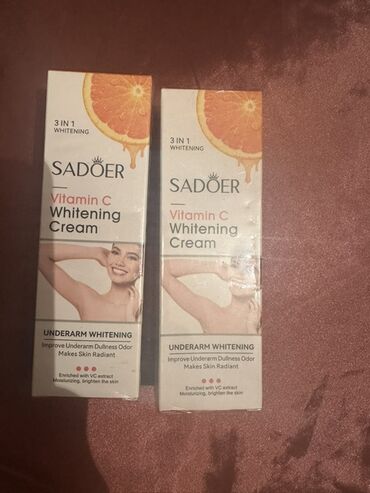 3 IN 1
WHITENING
SADOER
Vitamin C
Whitening
Cream
UNDERARM WHITENING
Improve Underarm Dullness Odor
Makes Skin Radiant
Enriched with VC extract
Moisturizing, brighten the skin
3 IN 1
WHITENING
SADOER
Vitamin C
Whitening
Cream
UNDERARM WHITENING
Improve Underarm Dullness Odor
Makes Skin Radiant
Enriched with VC extract
Moisturizing, brighten the skin